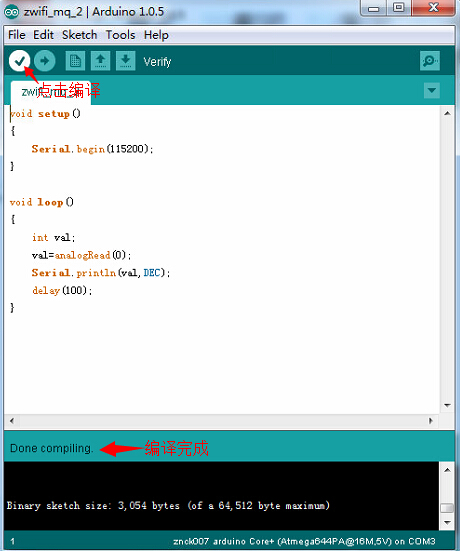 zwifi_mq_2 | Arduino 1.0.5
File Edit Sketch Tools Help
Verify
点击编译
void setup()
{
Serial.begin(115200);
}
void loop()
{
int val;
val=analogRead(0);
Serial.println(val,DEC);
delay(100);
}
Done compiling.
编译完成
Binary sketch size: 3,054 bytes (of a 64,512 byte maximum)
1
znck007 arduino Core+ (Atmega644PA@16M,5V) on COM3